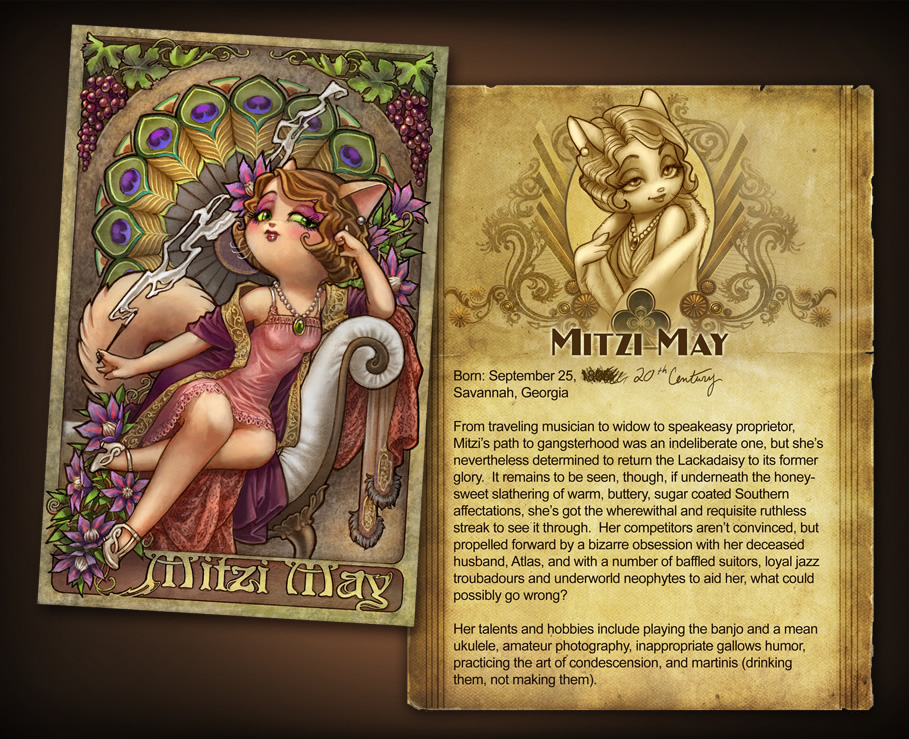 Mitzi May
Mitzi May
Born: September 25, 20th Century
Savannah, Georgia
From traveling musician to widow to speakeasy proprietor,
Mitzi's path to gangsterhood was an indeliberate one, but she's
nevertheless determined to return the Lackadaisy to its former
glory.  It remains to be seen, though, if underneath the honey-
sweet slathering of warm, buttery, sugar coated Southern
affectations, she's got the wherewithal and requisite ruthless
streak to see it through.  Her competitors aren't convinced, but
propelled forward by a bizarre obsession with her deceased
husband, Atlas, and with a number of baffled suitors, loyal jazz
troubadours and underworld neophytes to aid her, what could
possibly go wrong?
Her talents and hobbies include playing the banjo and a mean
ukulele, amateur photography, inappropriate gallows humor,
practicing the art of condescension, and martinis (drinking
them, not making them).